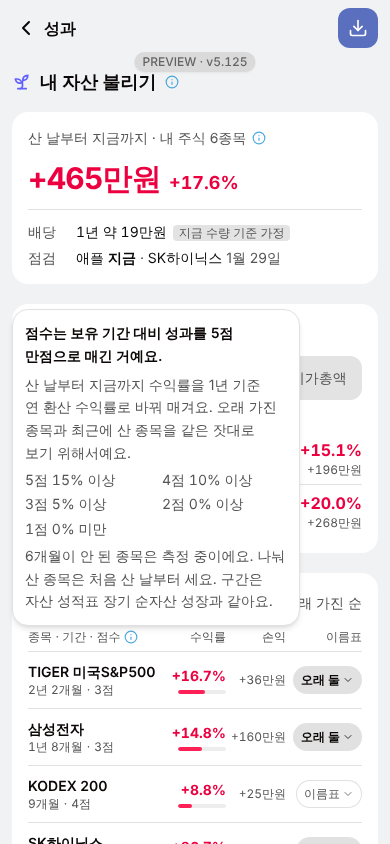 성과
PREVIEW · v5.125
내 자산 불리기
산 날부터 지금까지 · 내 주식 6종목
+465만원 +17.6%
배당 1년 약 19만원 지금 수량 기준 가정
점검 애플 지금 · SK하이닉스 1월 29일
점수는 보유 기간 대비 성과를 5점
만점으로 매긴 거예요.
산 날부터 지금까지 수익률을 1년 기준
연 환산 수익률로 바꿔 매겨요. 오래 가진
종목과 최근에 산 종목을 같은 잣대로
보기 위해서예요.
5점 15% 이상 4점 10% 이상
3점 5% 이상 2점 0% 이상
1점 0% 미만
6개월이 안 된 종목은 측정 중이에요. 나눠
산 종목은 처음 산 날부터 세요. 구간은
자산 성적표 장기 순자산 성장과 같아요.
가총액
+15.1%
+196만원
+20.0%
+268만원
래 가진 순
종목 · 기간 · 점수 수익률 손익 이름표
TIGER 미국S&P500 +16.7% +36만원 오래 둘
2년 2개월 · 3점
삼성전자 +14.8% +160만원 오래 둘
1년 8개월 · 3점
KODEX 200 +8.8% +25만원 이름표
9개월 · 4점
SK하이닉스